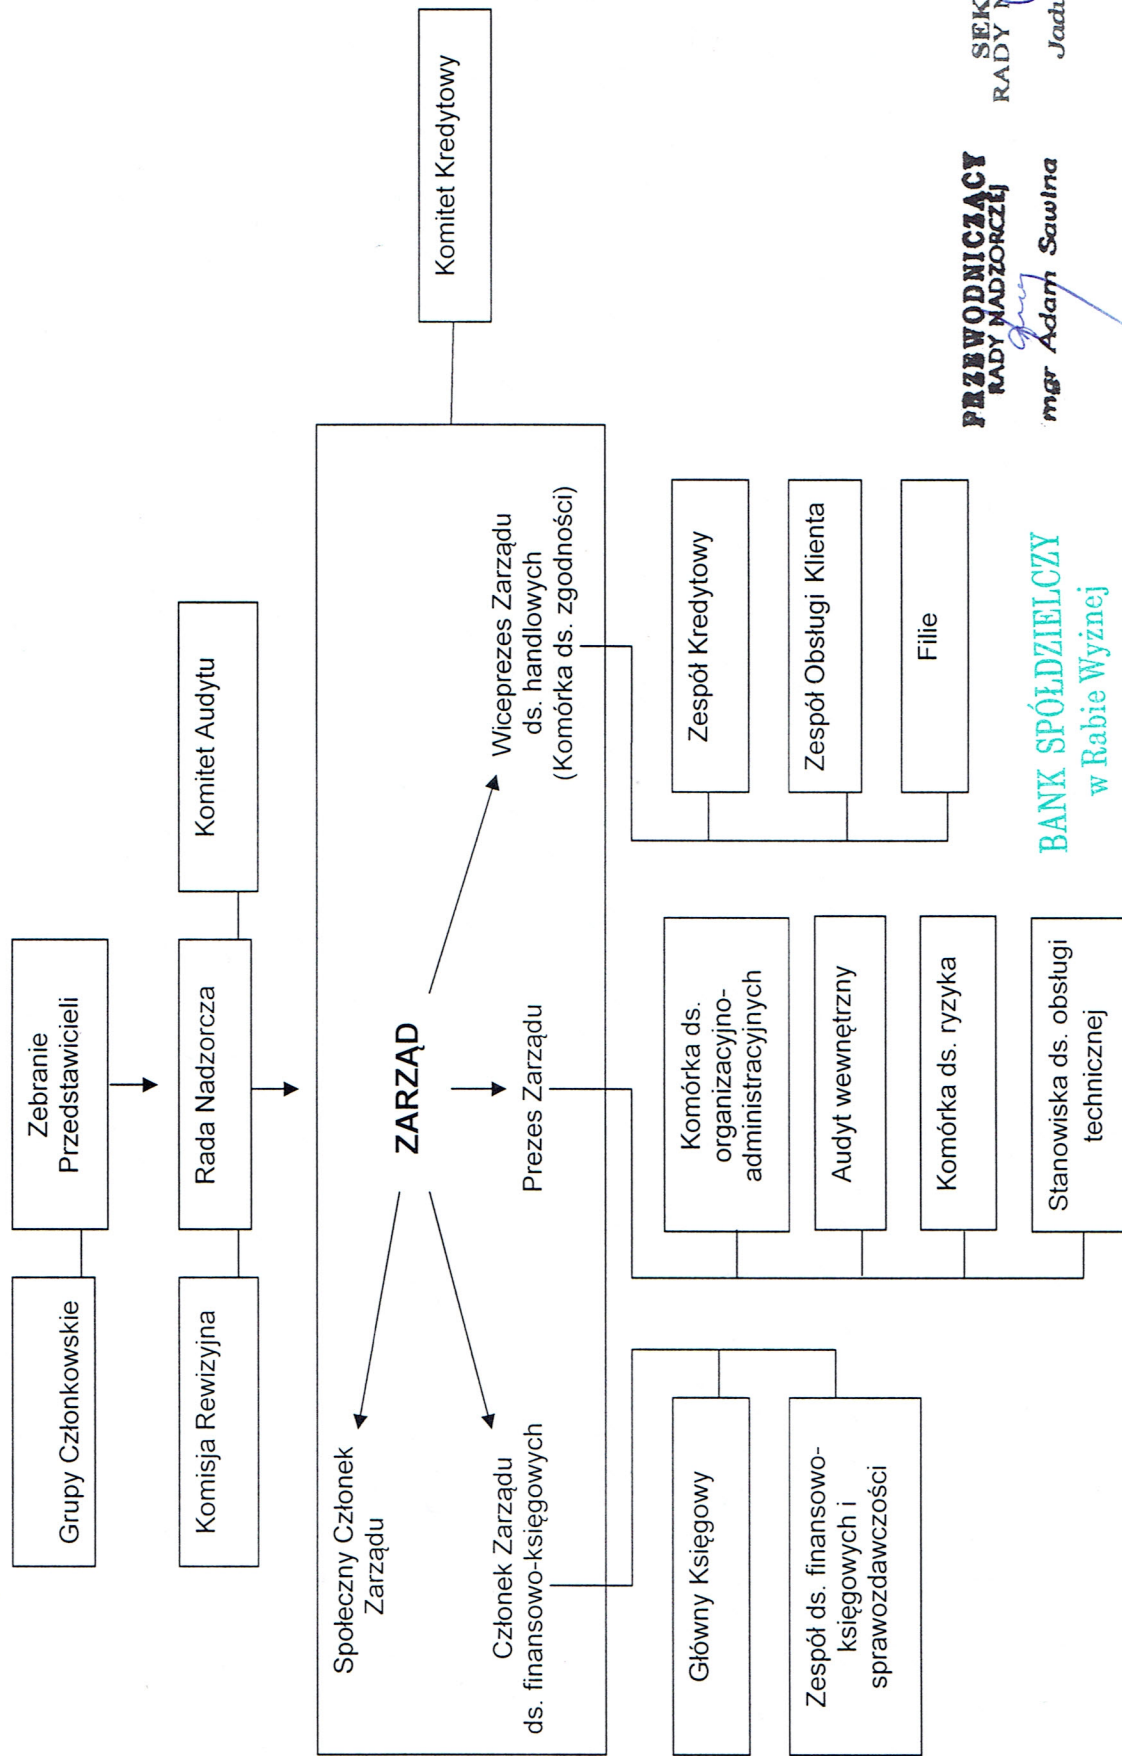 Grupy Członkowskie
Zebranie
Przedstawicieli
Komisja Rewizyjna
Rada Nadzorcza
Komitet Audytu
Komitet Kredytowy
ZARZĄD
Społeczny Członek
Zarządu
Członek Zarządu
ds. finansowo-księgowych
Prezes Zarządu
Wiceprezes Zarządu
ds. handlowych
(Komórka ds. zgodności)
Główny Księgowy
Zespół ds. finansowo-
księgowych i
sprawozdawczości
Komórka ds.
organizacyjno-
administracyjnych
Audyt wewnętrzny
Komórka ds. ryzyka
Stanowiska ds. obsługi
technicznej
Zespół Kredytowy
Zespół Obsługi Klienta
Filie
BANK SPÓŁDZIELCZY
w Rabie Wyżnej
PRZEWODNICZĄCY
RADY NADZORCZEJ
mgr Adam Sawina
RADY